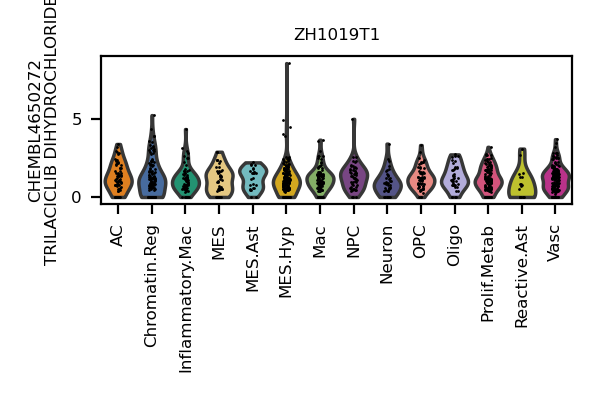 ZH1019T1
CHEMBL4650272
TRILACICLIB DIHYDROCHLORIDE
5
0
AC
Chromatin.Reg
Inflammatory.Mac
MES
MES.Ast
MES.Hyp
Mac
NPC
Neuron
OPC
Oligo
Prolif.Metab
Reactive.Ast
Vasc